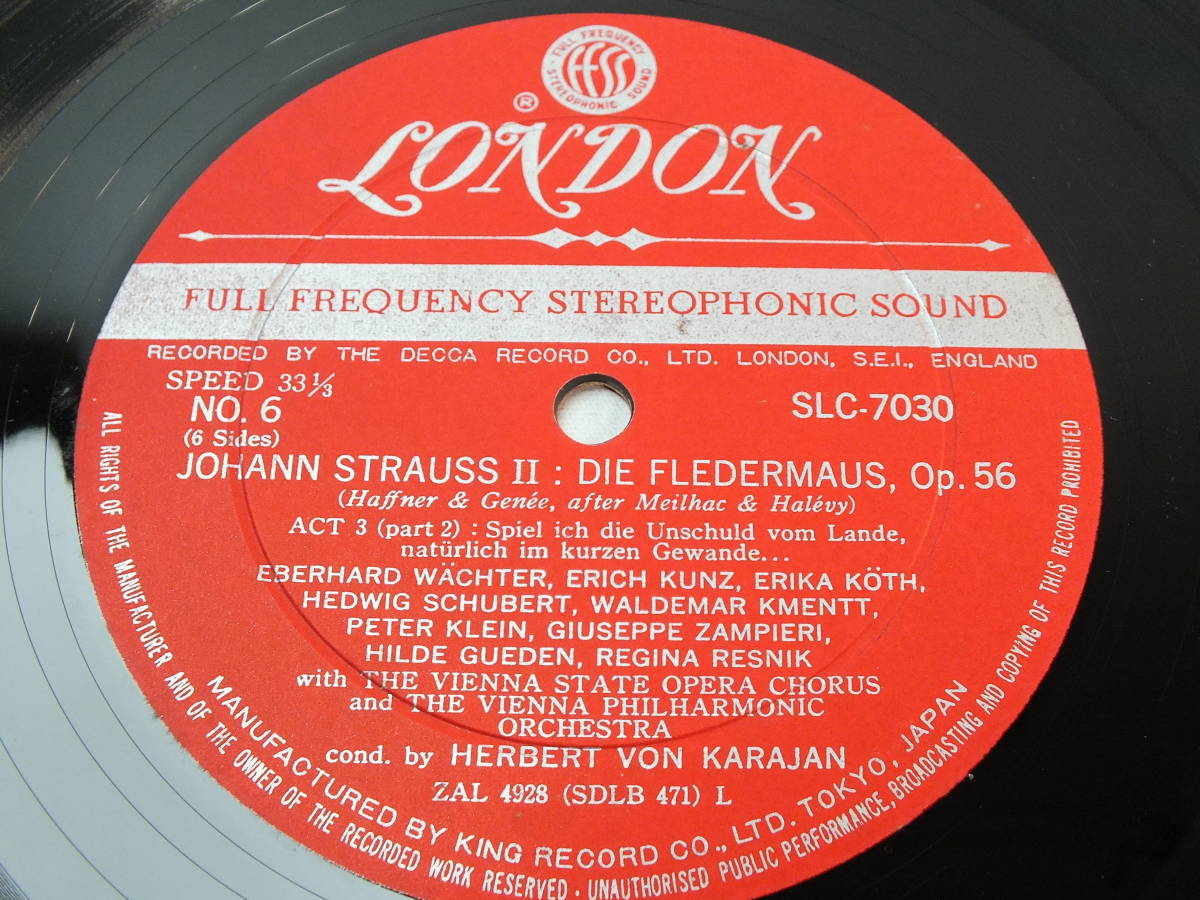 FULL FREQUENCY STEREOPHONIC SOUND
FFSS
®
LONDON
FULL FREQUENCY STEREOPHONIC SOUND
RECORDED BY THE DECCA RECORD CO., LTD. LONDON, S.E.I., ENGLAND
SPEED 33 1/3
NO. 6
SLC-7030
(6 Sides)
JOHANN STRAUSS II : DIE FLEDERMAUS, Op. 56
(Haffner & Genée, after Meilhac & Halévy)
ACT 3 (part 2) : Spiel ich die Unschuld vom Lande,
natürlich im kurzen Gewande...
EBERHARD WÄCHTER, ERICH KUNZ, ERIKA KÖTH,
HEDWIG SCHUBERT, WALDEMAR KMENTT,
PETER KLEIN, GIUSEPPE ZAMPIERI,
HILDE GUEDEN, REGINA RESNIK
with THE VIENNA STATE OPERA CHORUS
and THE VIENNA PHILHARMONIC
ORCHESTRA
cond. by HERBERT VON KARAJAN
ZAL 4928 (SDLB 471) L
MANUFACTURED BY KING RECORD CO., LTD. TOKYO, JAPAN
ALL RIGHTS OF THE MANUFACTURER AND OF THE OWNER OF THE RECORDED WORK RESERVED · UNAUTHORISED PUBLIC PERFORMANCE, BROADCASTING AND COPYING OF THIS RECORD PROHIBITED